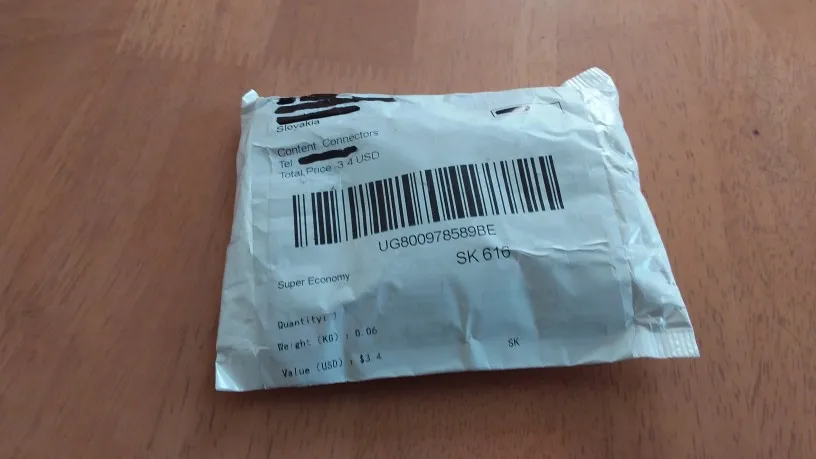 Slovakia
Content Connectors
Tel
Total Price 3.4 USD
UG800978589BE
SK 616
Super Economy
Quantity:
Weight (KG) : 0.06
SK
Value (USD) : $3.4